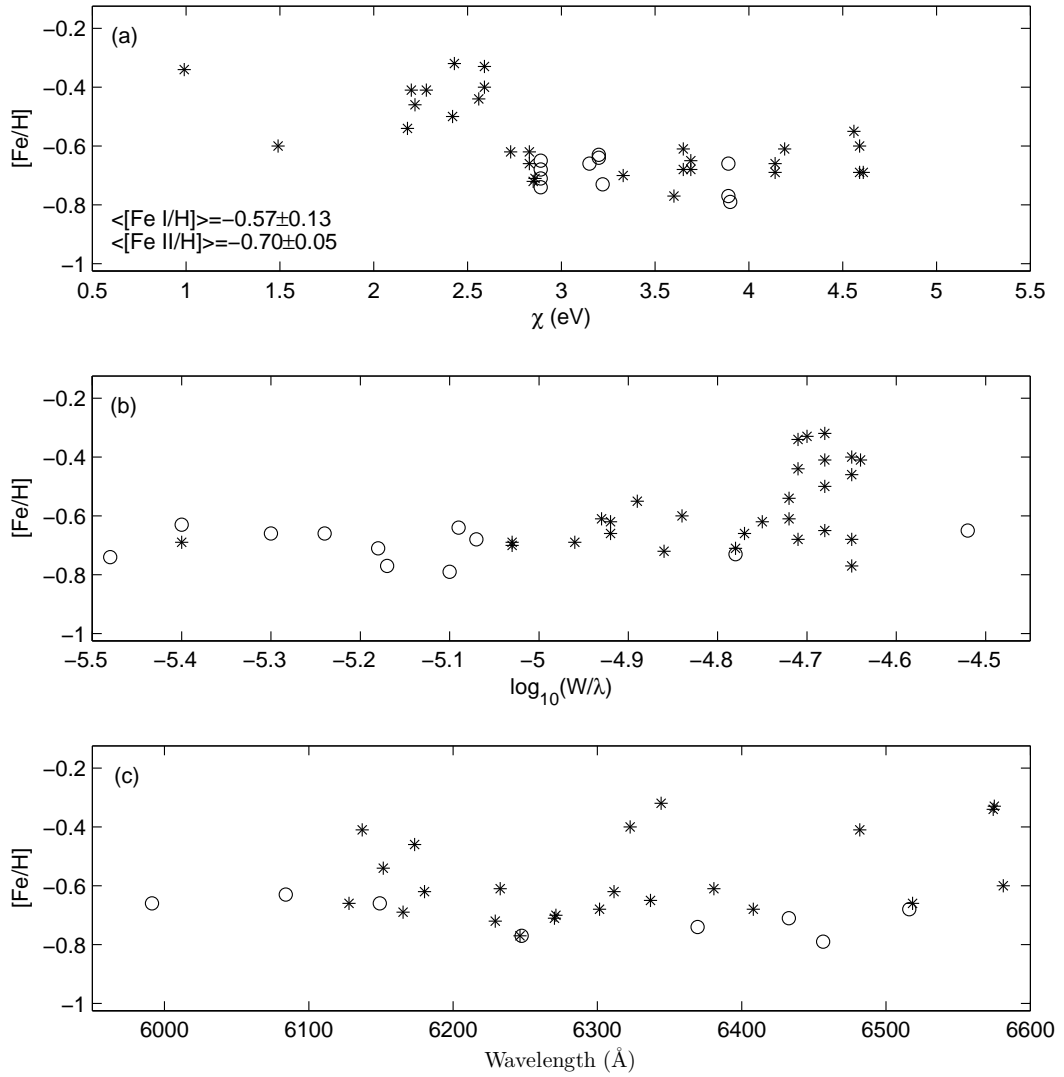 (a)
−0.2
−0.4
−0.6
−0.8
−1
[Fe/H]
<[Fe I/H]>=−0.57±0.13
<[Fe II/H]>=−0.70±0.05
0.5 1 1.5 2 2.5 3 3.5 4 4.5 5 5.5
χ (eV)
(b)
−0.2
−0.4
−0.6
−0.8
−1
[Fe/H]
−5.5 −5.4 −5.3 −5.2 −5.1 −5 −4.9 −4.8 −4.7 −4.6 −4.5
log10(W/λ)
(c)
−0.2
−0.4
−0.6
−0.8
−1
[Fe/H]
6000 6100 6200 6300 6400 6500 6600
Wavelength (Å)